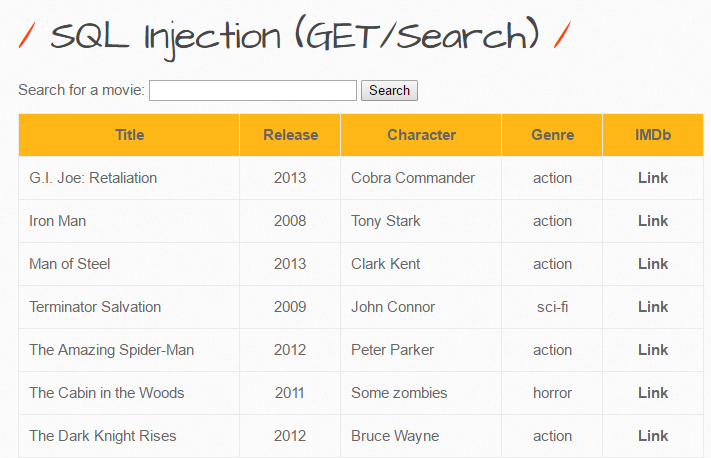 / SQL Injection (GET/Search) /
Search for a movie: Search
Title Release Character Genre IMDb
G.I. Joe: Retaliation 2013 Cobra Commander action Link
Iron Man 2008 Tony Stark action Link
Man of Steel 2013 Clark Kent action Link
Terminator Salvation 2009 John Connor sci-fi Link
The Amazing Spider-Man 2012 Peter Parker action Link
The Cabin in the Woods 2011 Some zombies horror Link
The Dark Knight Rises 2012 Bruce Wayne action Link